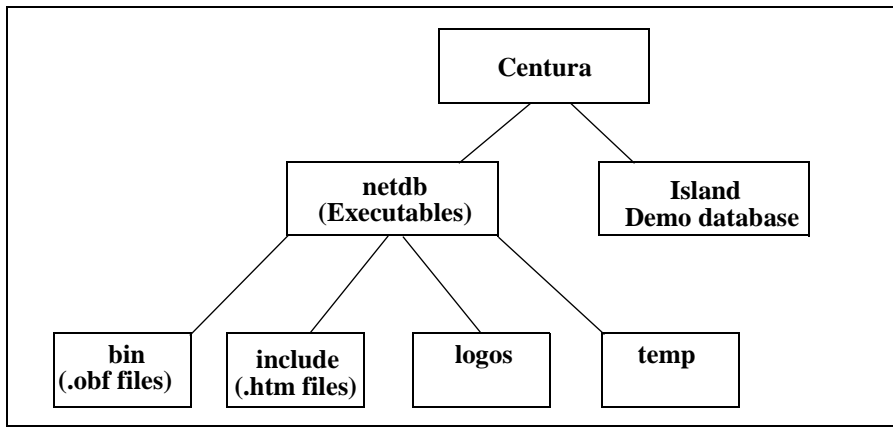 Centura
netdb
(Executables)
Island
Demo database
bin
(.obf files)
include
(.htm files)
logos
temp